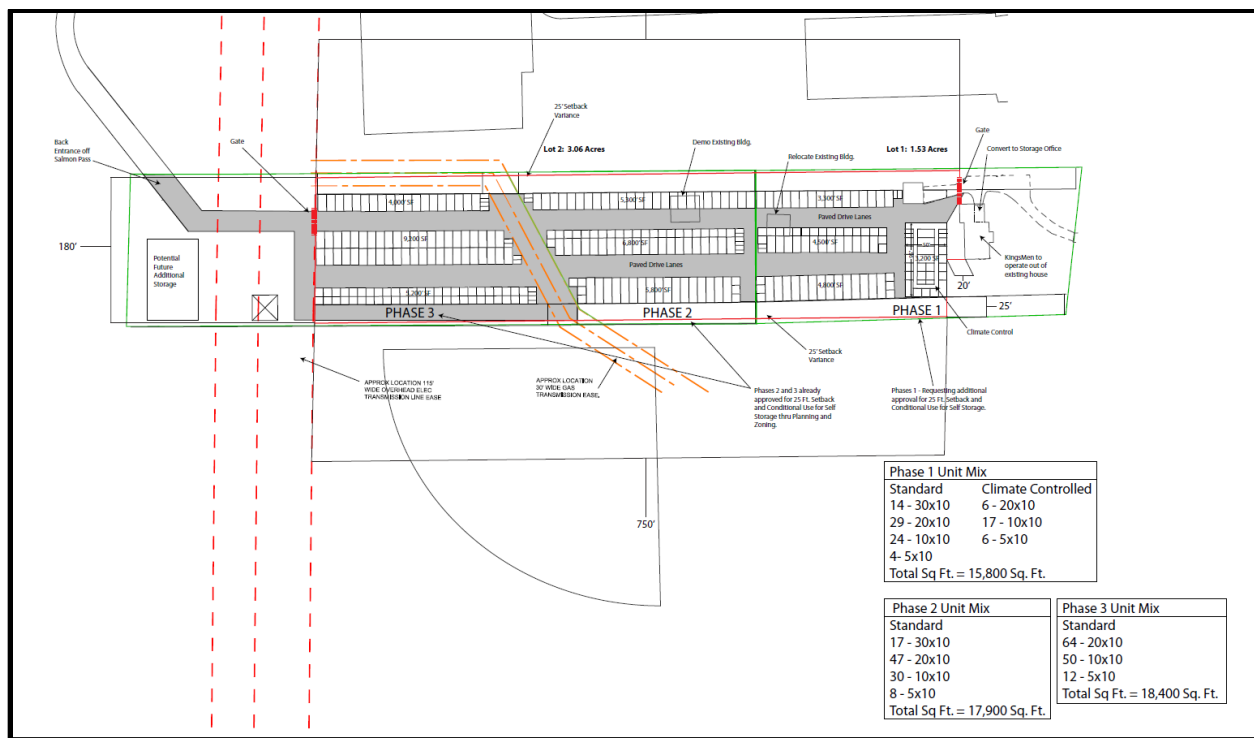 25' Setback
Variance
Back
Entrance off
Salmon Pass
Gate
Lot 2: 3.06 Acres
Demo Existing Bldg.
Relocate Existing Bldg.
Lot 1: 1.53 Acres
Gate
Convert to Storage Office
4,000' SF
5,300' SF
3,300' SF
Paved Drive Lanes
180'
9,200 SF
6,800' SF
4,500' SF
Potential
Future
Additional
Storage
Paved Drive Lanes
3,200 SF
KingsMen to
operate out of
existing house
5,200' SF
5,800' SF
4,800' SF
20'
PHASE 3
PHASE 2
PHASE 1
25'
Climate Control
25' Setback
Variance
APPROX LOCATION 115'
WIDE OVERHEAD ELEC
TRANSMISSION LINE EASE
APPROX LOCATION
30' WIDE GAS
TRANSMISSION EASE.
Phases 2 and 3 already
approved for 25 Ft. Setback
and Conditional Use for Self
Storage thru Planning and
Zoning.
Phases 1 - Requesting additional
approval for 25 Ft. Setback and
Conditional Use for Self Storage.
750'
Phase 1 Unit Mix
Standard Climate Controlled
14 - 30x10 6 - 20x10
29 - 20x10 17 - 10x10
24 - 10x10 6 - 5x10
4- 5x10
Total Sq Ft. = 15,800 Sq. Ft.
Phase 2 Unit Mix
Standard
17 - 30x10
47 - 20x10
30 - 10x10
8 - 5x10
Total Sq Ft. = 17,900 Sq. Ft.
Phase 3 Unit Mix
Standard
64 - 20x10
50 - 10x10
12 - 5x10
Total Sq Ft. = 18,400 Sq. Ft.